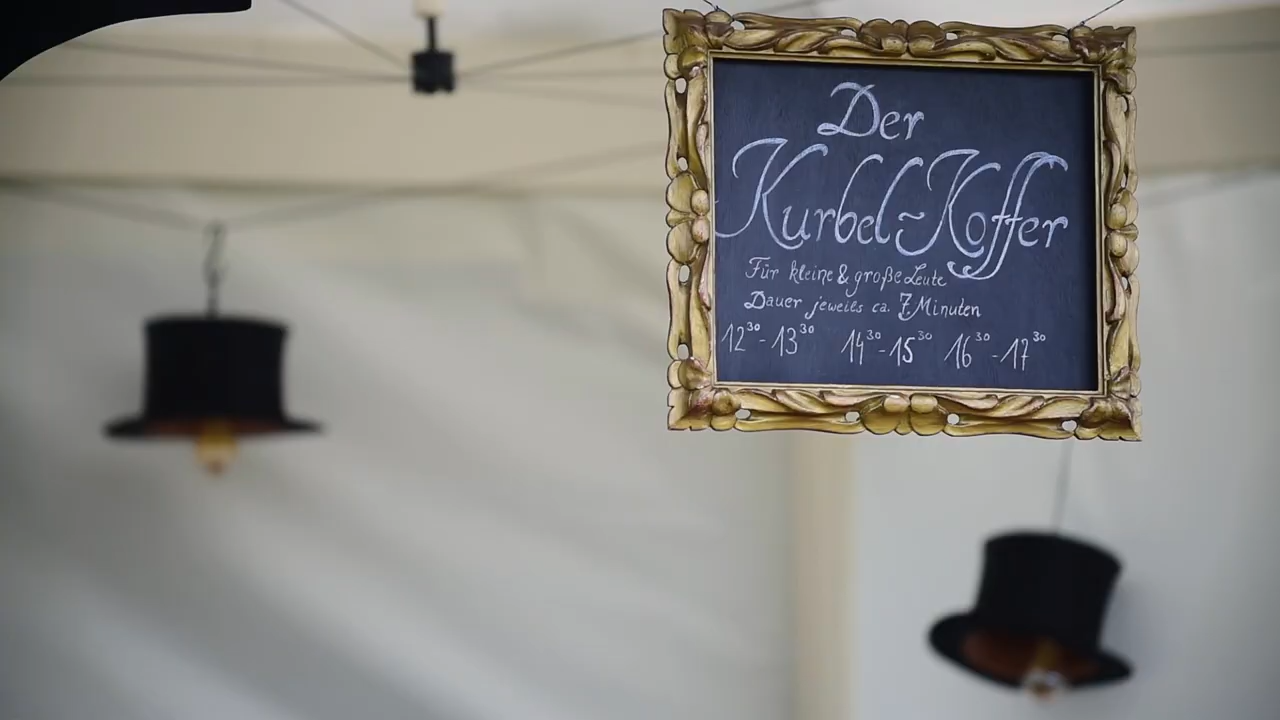 Der
Kurbel-Koffer
Für kleine & große Leute
Dauer jeweils ca. 7 Minuten
12³⁰-13³⁰ 14³⁰-15³⁰ 16³⁰-17³⁰